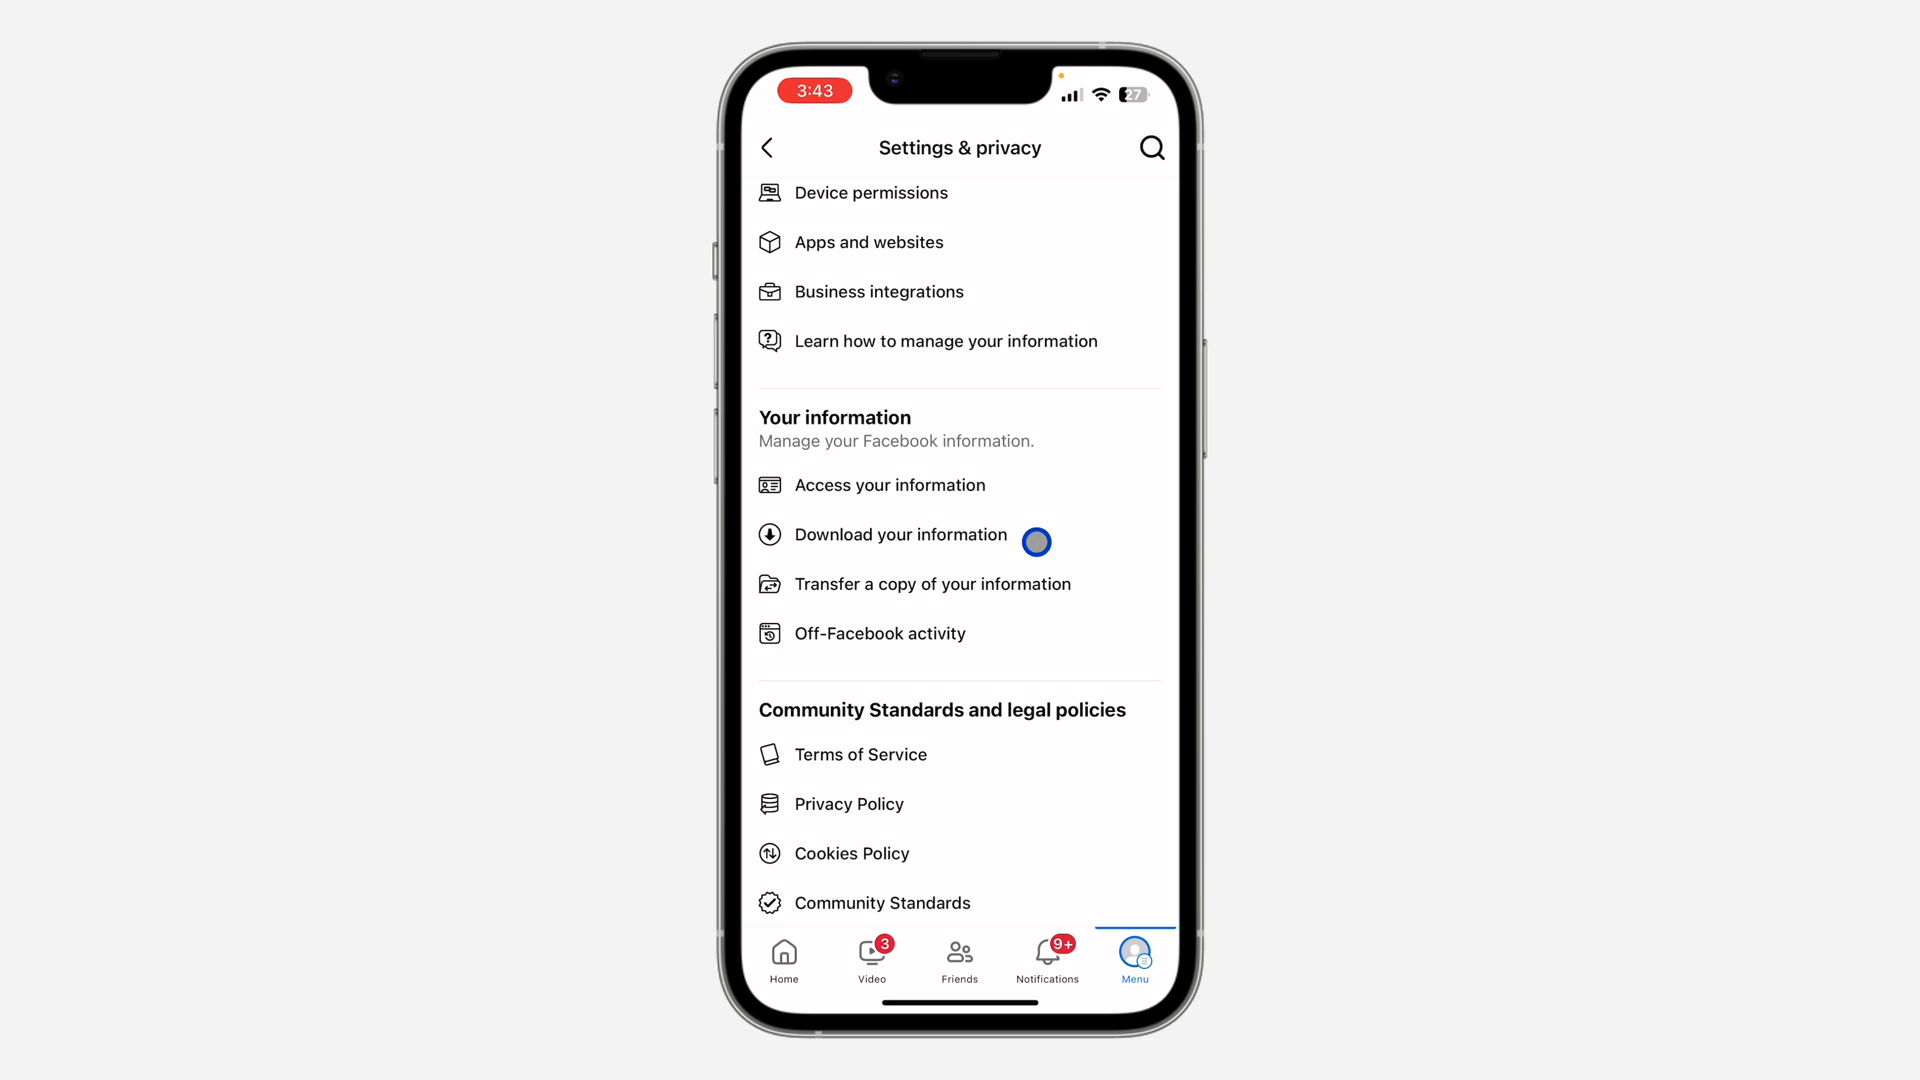 3:43
27
Settings & privacy
Device permissions
Apps and websites
Business integrations
Learn how to manage your information
Your information
Manage your Facebook information.
Access your information
Download your information
Transfer a copy of your information
Off-Facebook activity
Community Standards and legal policies
Terms of Service
Privacy Policy
Cookies Policy
Community Standards
3
9+
Home
Video
Friends
Notifications
Menu